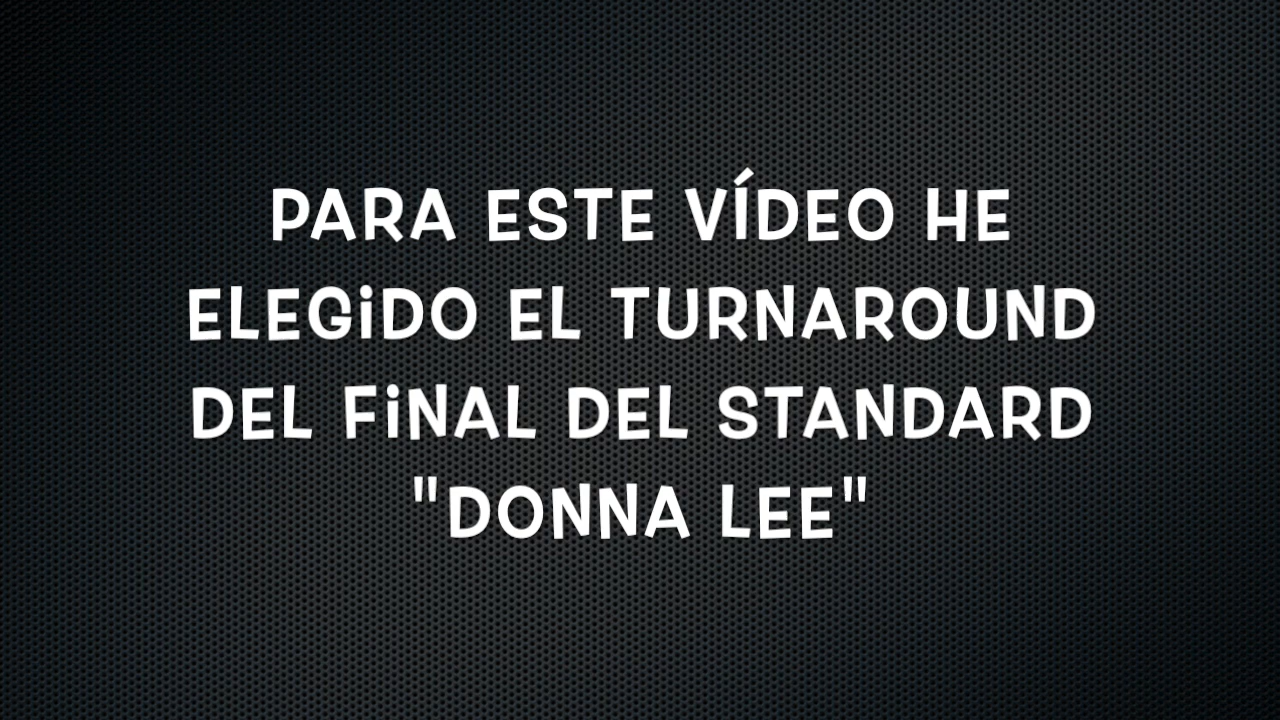 PARA ESTE VÍDEO HE
ELEGiDO EL TURNAROUND
DEL FiNAL DEL STANDARD
"DONNA LEE"